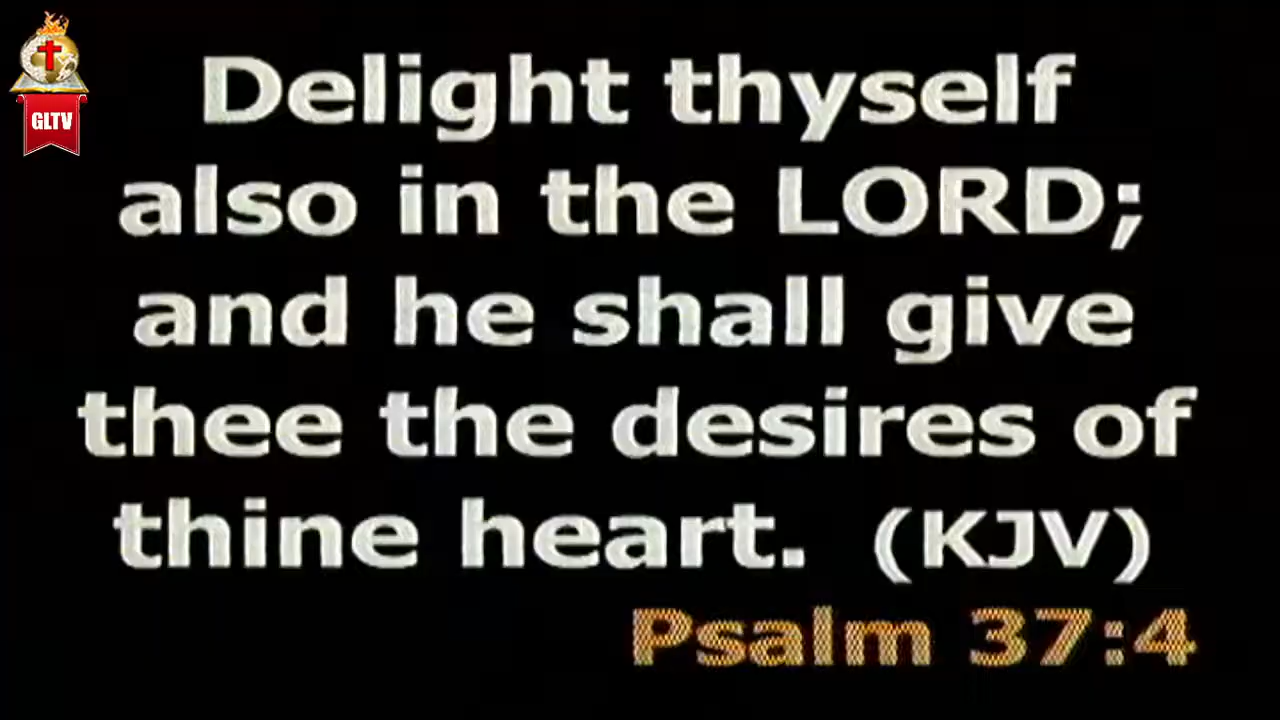 GLTV
Delight thyself
also in the LORD;
and he shall give
thee the desires of
thine heart. (KJV)
Psalm 37:4